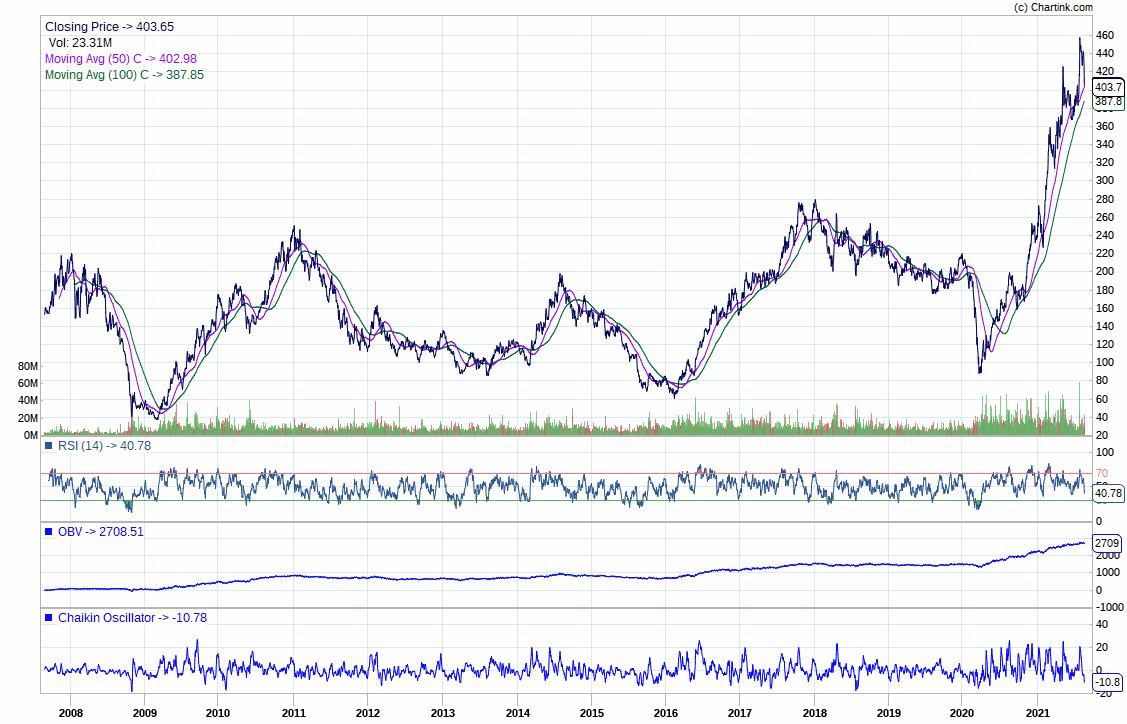 (c) Chartink.com
Closing Price -> 403.65
Vol: 23.31M
Moving Avg (50) C -> 402.98
Moving Avg (100) C -> 387.85
460
440
420
403.7
387.8
360
340
320
300
280
260
240
220
200
180
160
140
120
100
80
60
40
20
80M
60M
40M
20M
0M
RSI (14) -> 40.78
100
70
40.78
0
OBV -> 2708.51
2709
2000
1000
0
-1000
Chaikin Oscillator -> -10.78
40
20
0
-10.8
-20
2008 2009 2010 2011 2012 2013 2014 2015 2016 2017 2018 2019 2020 2021